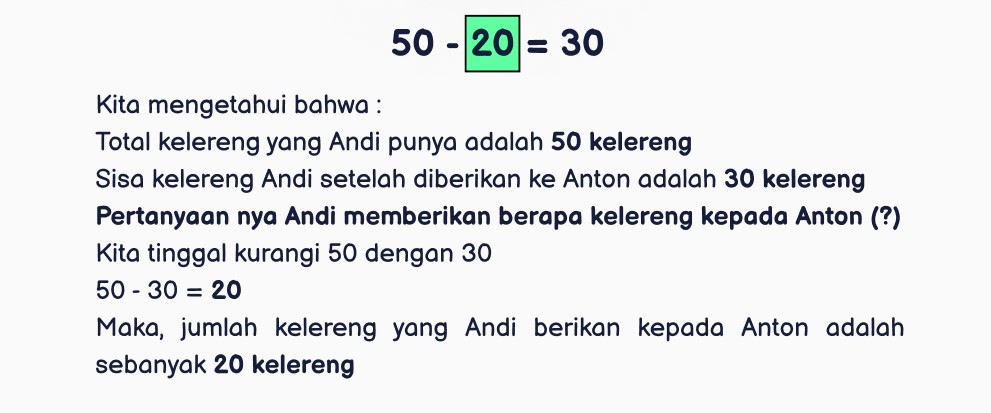 50 - 20 = 30
Kita mengetahui bahwa :
Total kelereng yang Andi punya adalah 50 kelereng
Sisa kelereng Andi setelah diberikan ke Anton adalah 30 kelereng
Pertanyaan nya Andi memberikan berapa kelereng kepada Anton (?)
Kita tinggal kurangi 50 dengan 30
50 - 30 = 20
Maka, jumlah kelereng yang Andi berikan kepada Anton adalah
sebanyak 20 kelereng